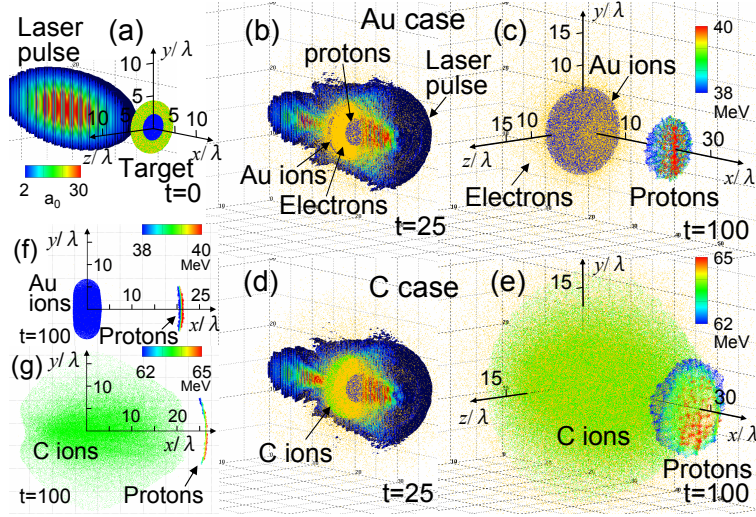 Laser
pulse
(a)
y/λ
10
5
5
10
z/λ
x/λ
Target
t=0
2
30
a0
(b)
Au case
protons
Laser
pulse
Au ions
Electrons
t=25
(c)
y/λ
15
10
40
38
MeV
Au ions
15
10
10
30
z/λ
x/λ
Electrons
Protons
t=100
(f)
y/λ
38
40
MeV
Au
ions
10
25
x/λ
Protons
t=100
(g)
y/λ
62
65
MeV
10
10
20
x/λ
C ions
Protons
t=100
(d)
C case
C ions
t=25
(e)
y/λ
15
65
62
MeV
15
30
z/λ
x/λ
C ions
Protons
t=100